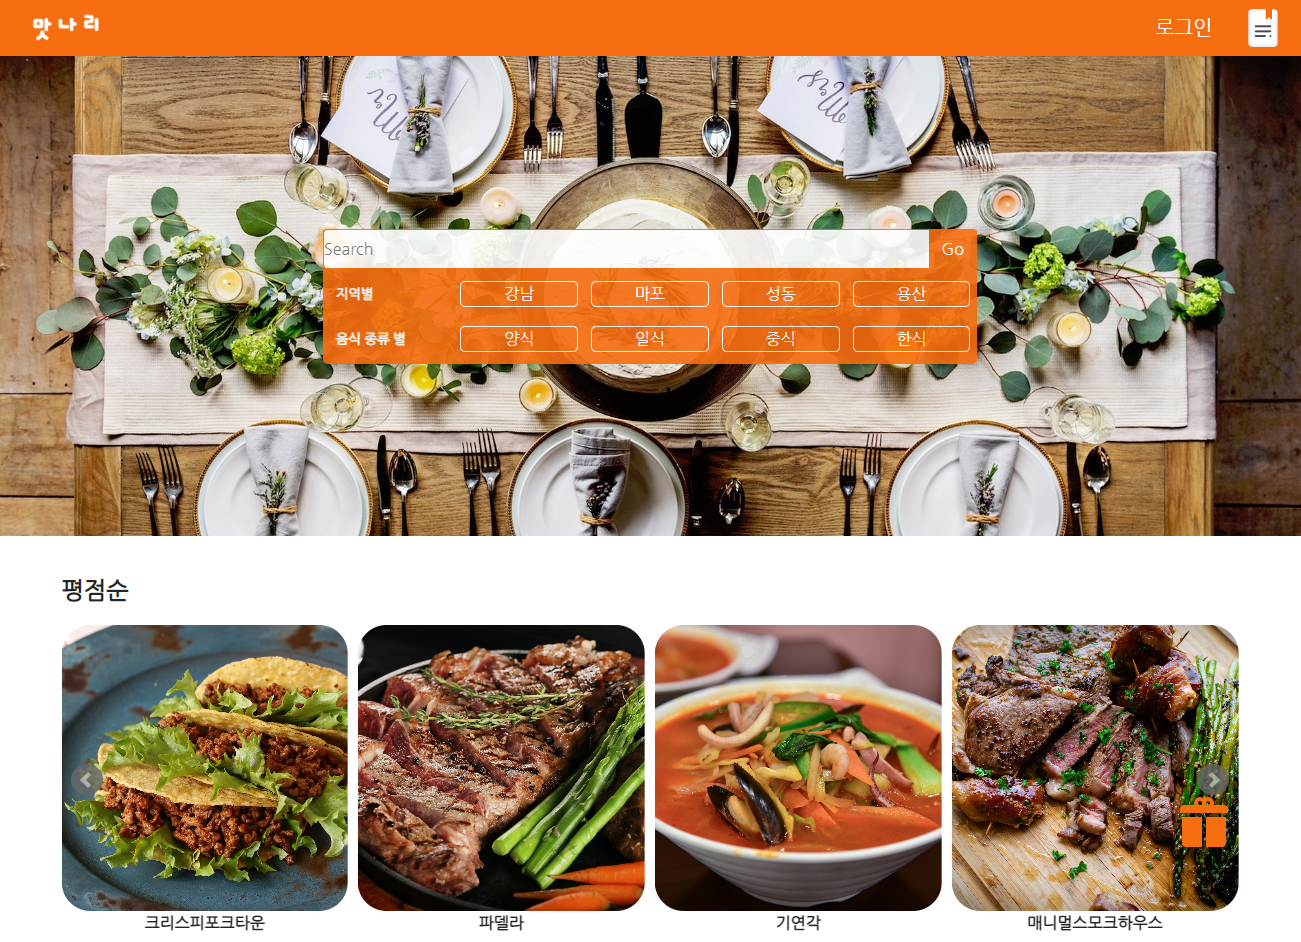 맛나리
로그인
Mr
Mrs
Search
Go
지역별
강남
마포
성동
용산
음식 종류 별
양식
일식
중식
한식
평점순
크리스피포크타운
파델라
기연각
매니멀스모크하우스